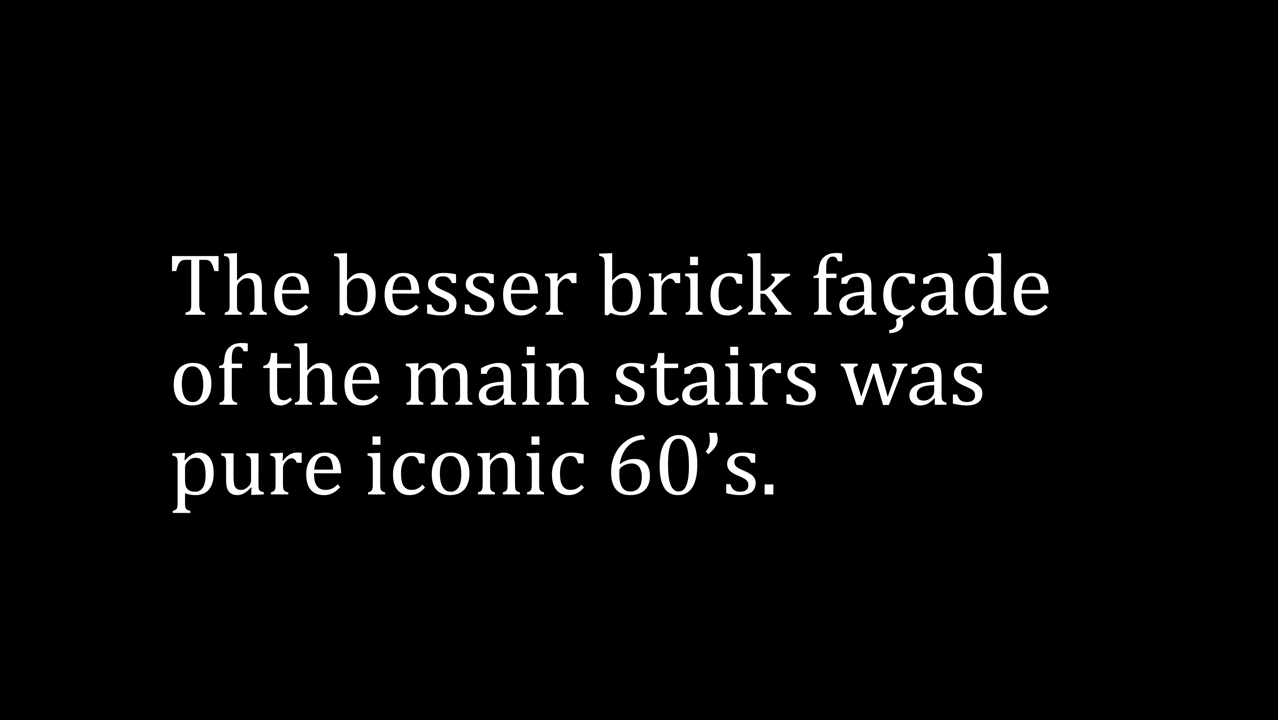 The besser brick façade
of the main stairs was
pure iconic 60’s.